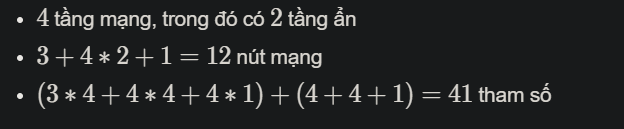 • 4 tầng mạng, trong đó có 2 tầng ẩn
• 3 + 4 ∗ 2 + 1 = 12 nút mạng
• (3 ∗ 4 + 4 ∗ 4 + 4 ∗ 1) + (4 + 4 + 1) = 41 tham số